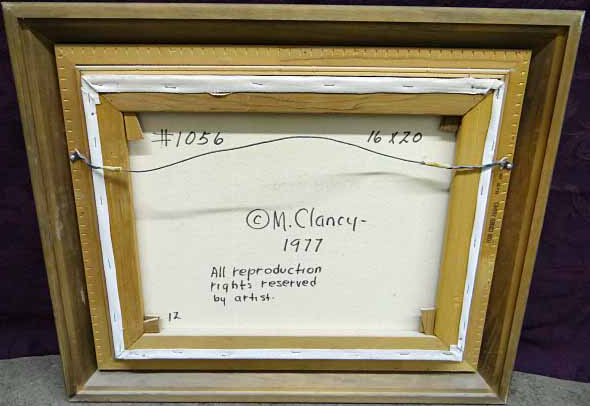 #1056
16 x 20
© M. Clancy-
1977
All reproduction
rights reserved
by artist.
12